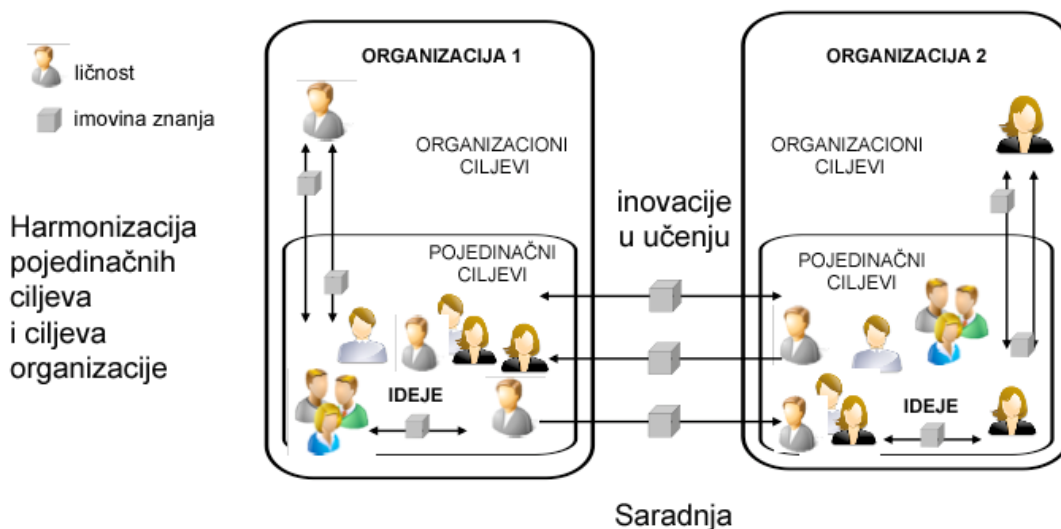 ličnost
imovina znanja
Harmonizacija
pojedinačnih
ciljeva
i ciljeva
organizacije
ORGANIZACIJA 1
ORGANIZACIONI
CILJEVI
POJEDINAČNI
CILJEVI
IDEJE
inovacije
u učenju
Saradnja
ORGANIZACIJA 2
ORGANIZACIONI
CILJEVI
POJEDINAČNI
CILJEVI
IDEJE